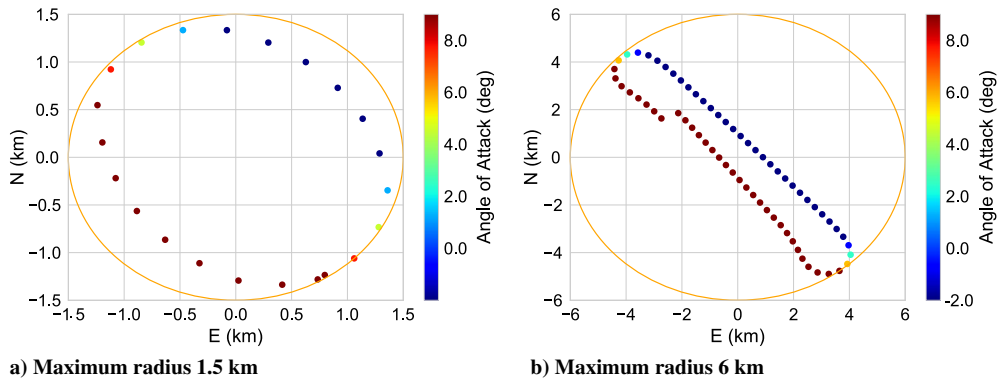 1.5
1.0
0.5
0.0
−0.5
−1.0
−1.5
N (km)
−1.5 −1.0 −0.5 0.0 0.5 1.0 1.5
E (km)
8.0
6.0
4.0
2.0
0.0
Angle of Attack (deg)
6
4
2
0
−2
−4
−6
N (km)
−6 −4 −2 0 2 4 6
E (km)
8.0
6.0
4.0
2.0
0.0
-2.0
Angle of Attack (deg)
a) Maximum radius 1.5 km
b) Maximum radius 6 km